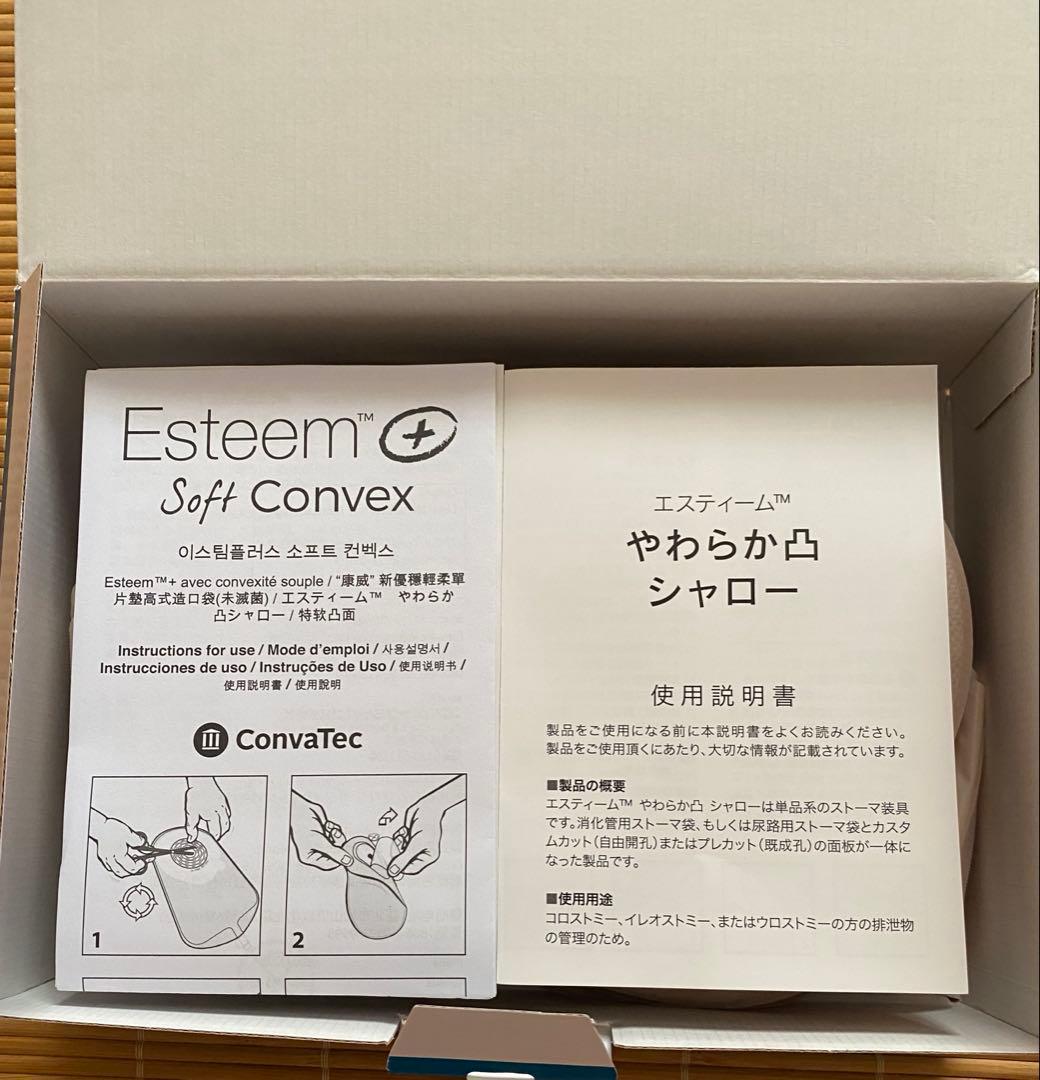 Esteem™ +
Soft Convex
이스팀플러스 소프트 컨벡스
Esteem™+ avec convexité souple / “康威” 新優穩輕柔單
片墊高式造口袋(未滅菌) / エスティーム™ やわらか
凸シャロー / 特软凸面
Instructions for use / Mode d’emploi / 사용설명서 /
Instrucciones de uso / Instruções de Uso / 使用说明书 /
使用説明書 / 使用說明
ConvaTec
1
2
エスティーム™
やわらか凸
シャロー
使用説明書
製品をご使用になる前に本説明書をよくお読みください。
製品をご使用頂くにあたり、大切な情報が記載されています。
■製品の概要
エスティーム™ やわらか凸 シャローは単品系のストーマ装具
です。消化管用ストーマ袋、もしくは尿路用ストーマ袋とカスタ
ムカット（自由開孔）またはプレカット（既成孔）の面板が一体に
なった製品です。
■使用用途
コロストミー、イレオストミー、またはウロストミーの方の排泄物
の管理のため。